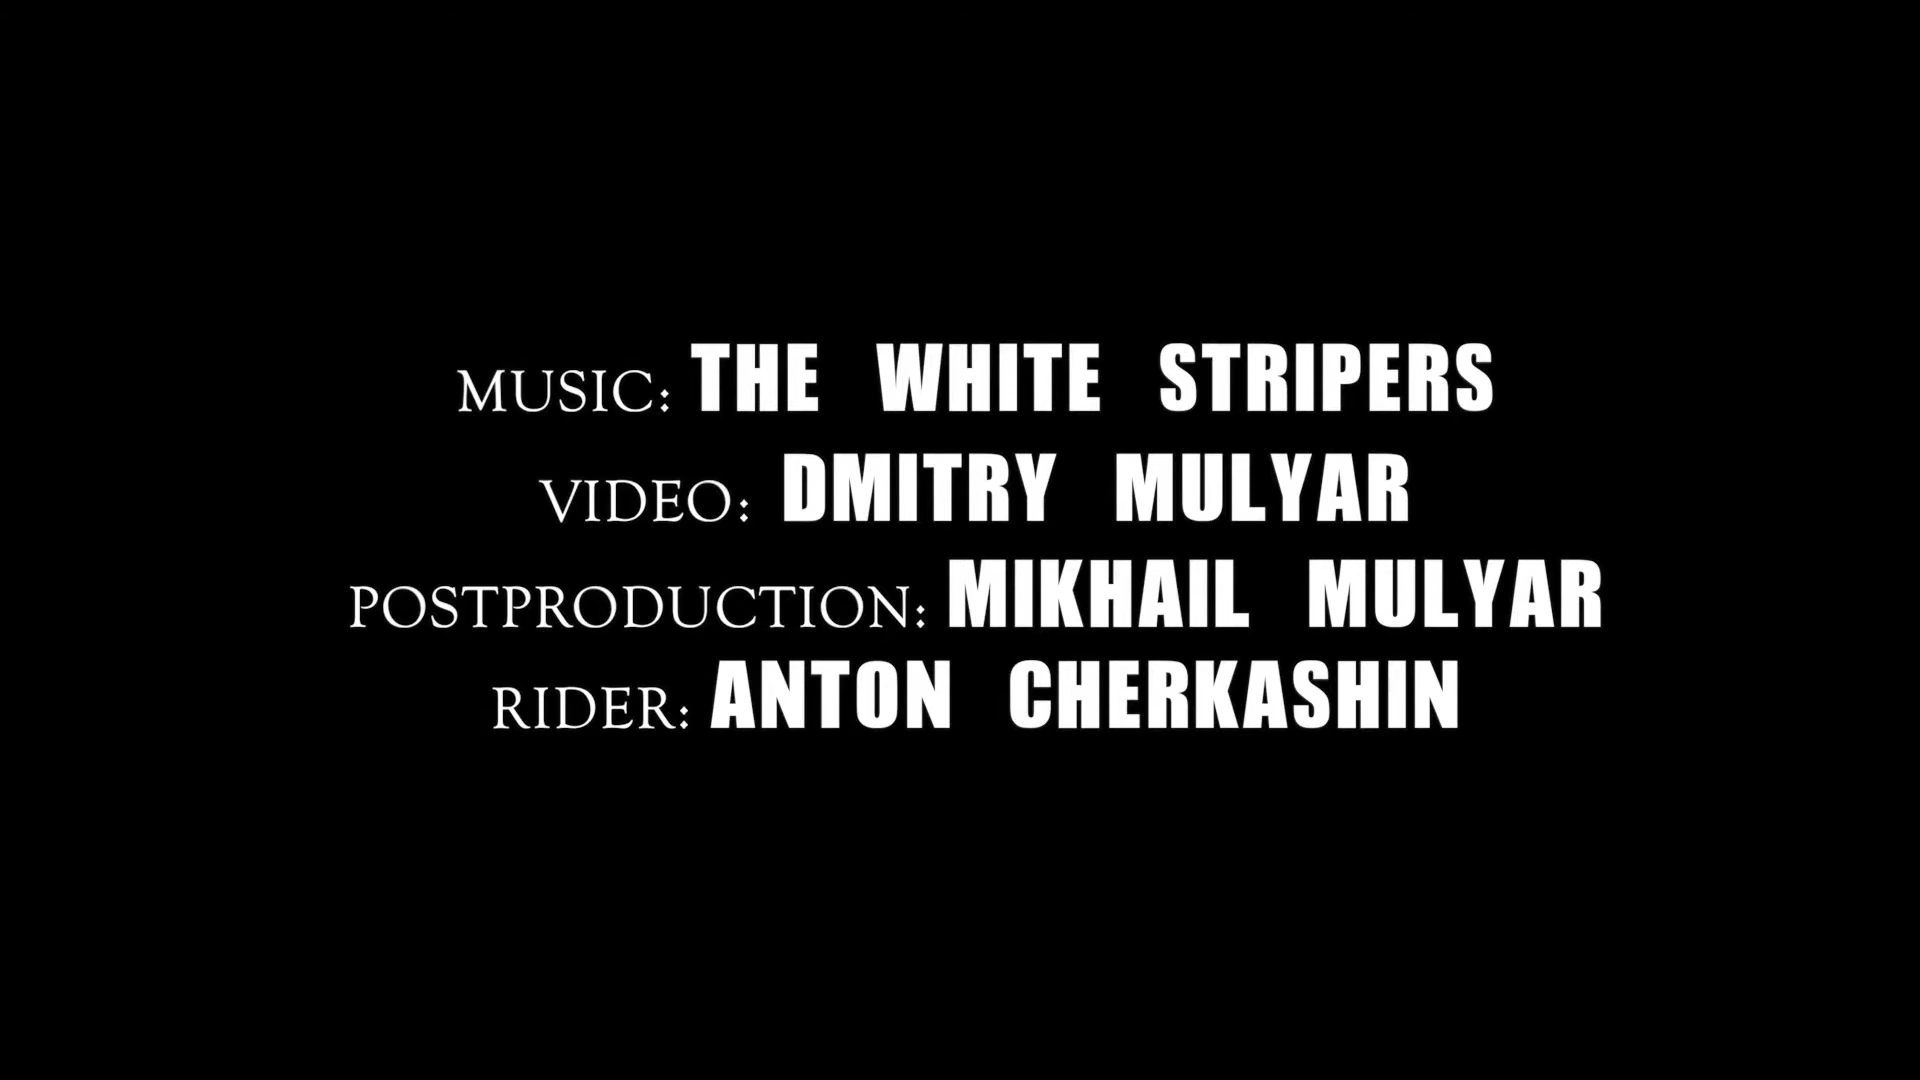 MUSIC: THE WHITE STRIPERS
VIDEO: DMITRY MULYAR
POSTPRODUCTION: MIKHAIL MULYAR
RIDER: ANTON CHERKASHIN